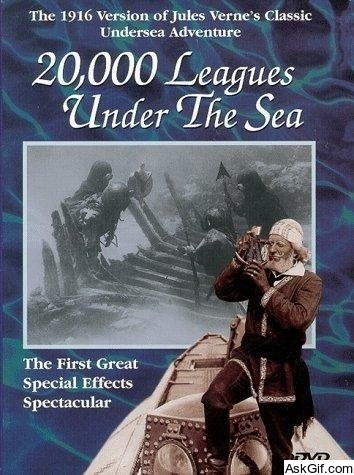 The 1916 Version of Jules Verne's Classic
Undersea Adventure
20,000 Leagues
Under The Sea
The First Great
Special Effects
Spectacular
DVD
AskGif.com